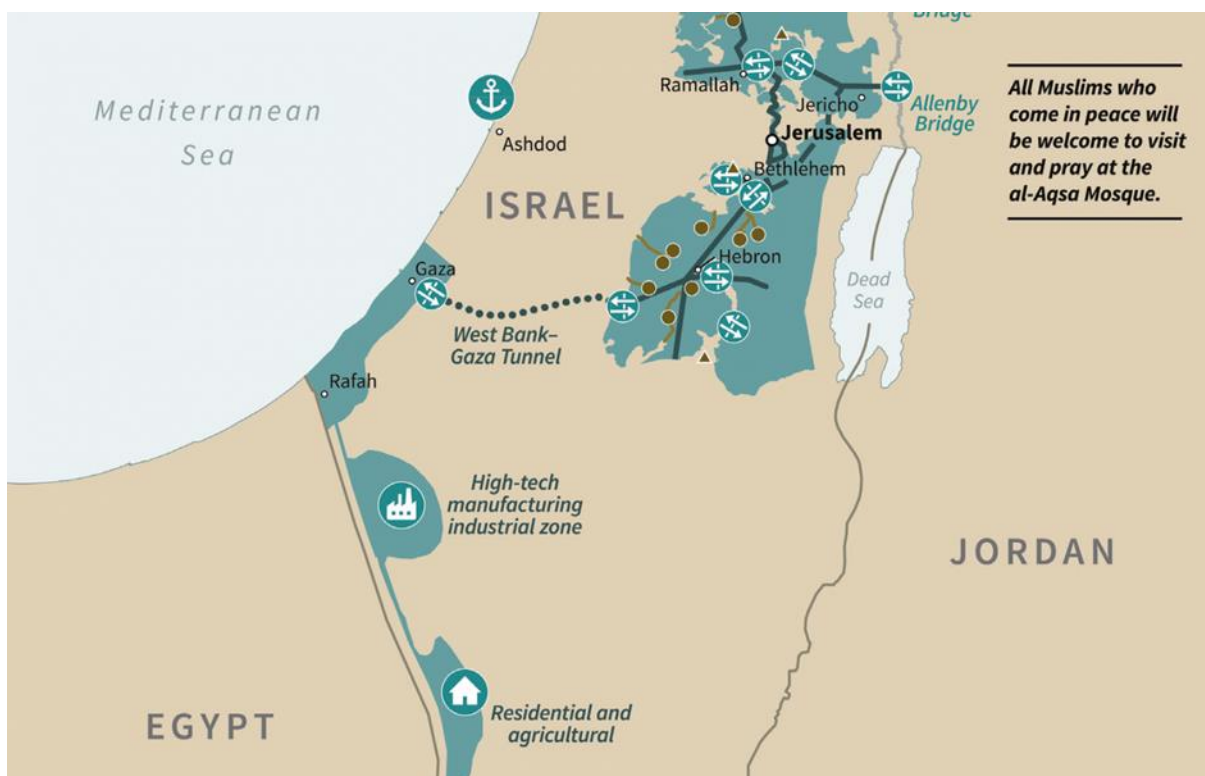 Bridge
Mediterranean
Sea
Ramallah
Jericho
Allenby
Bridge
All Muslims who
come in peace will
be welcome to visit
and pray at the
al-Aqsa Mosque.
Ashdod
Jerusalem
Bethlehem
ISRAEL
Gaza
Hebron
Dead
Sea
West Bank–
Gaza Tunnel
Rafah
High-tech
manufacturing
industrial zone
JORDAN
Residential and
agricultural
EGYPT